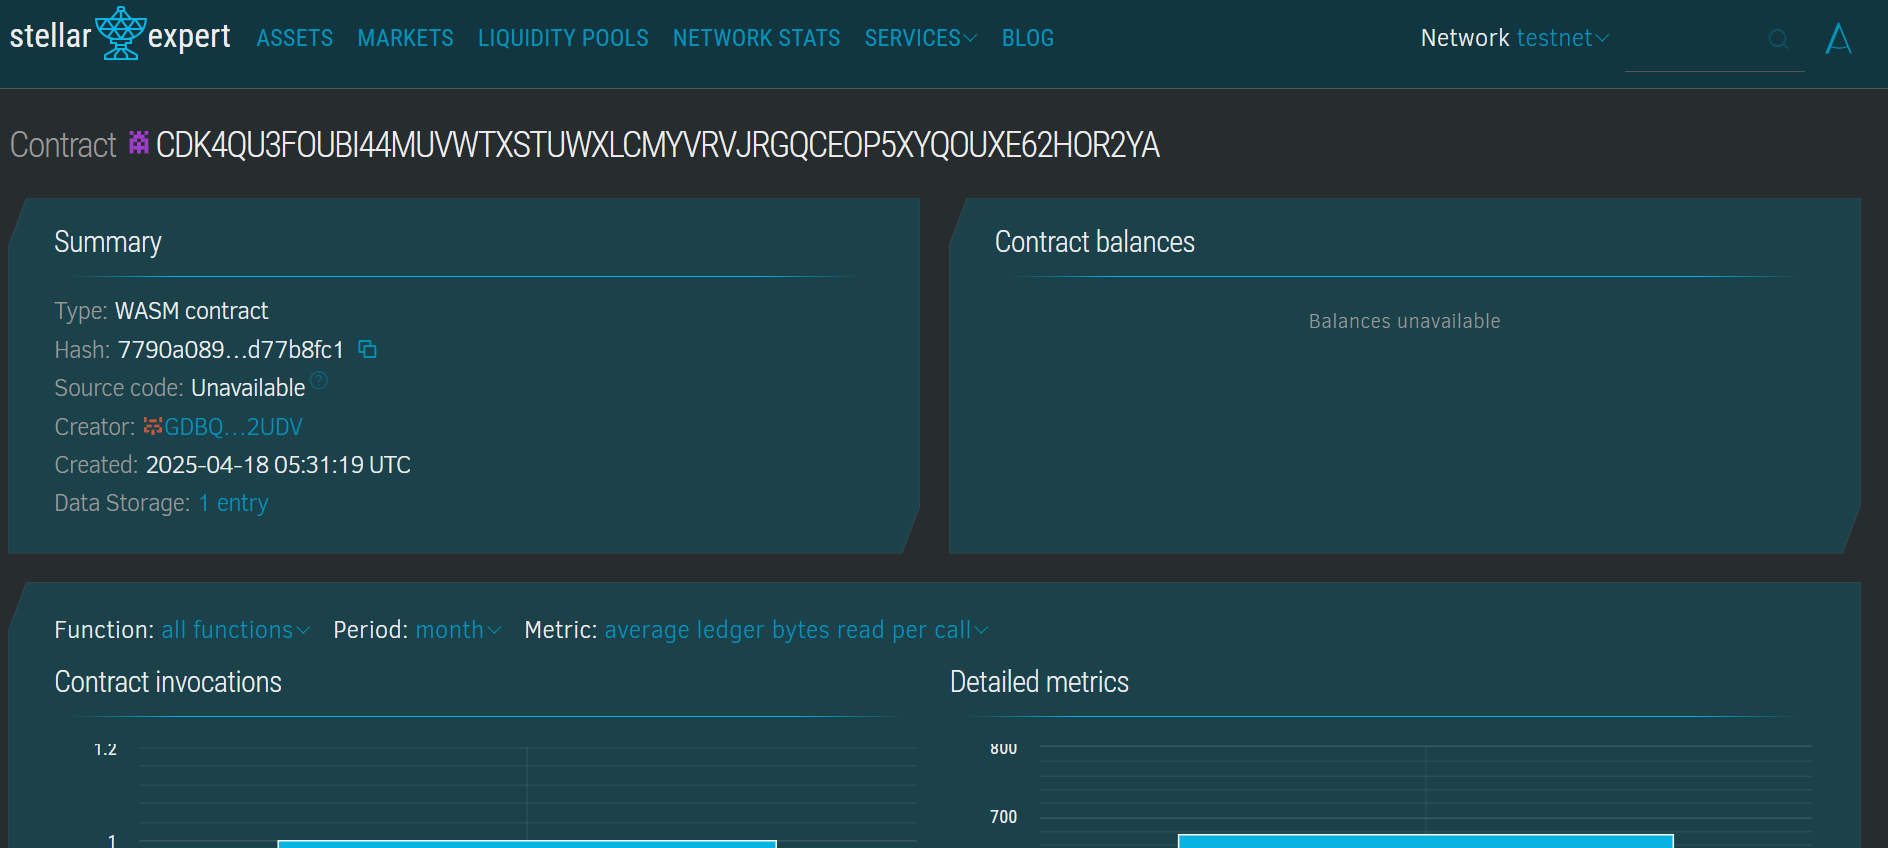 stellar expert ASSETS MARKETS LIQUIDITY POOLS NETWORK STATS SERVICES BLOG Network testnet
Contract CDK4QU3FOUBI44MUVWTXSTUWXLCMYVRVJRGQCEOP5XYQOUXE62HOR2YA
Summary
Type: WASM contract
Hash: 7790a089…d77b8fc1
Source code: Unavailable ?
Creator: GDBQ…2UDV
Created: 2025-04-18 05:31:19 UTC
Data Storage: 1 entry
Contract balances
Balances unavailable
Function: all functions Period: month Metric: average ledger bytes read per call
Contract invocations
1.2
1
Detailed metrics
800
700